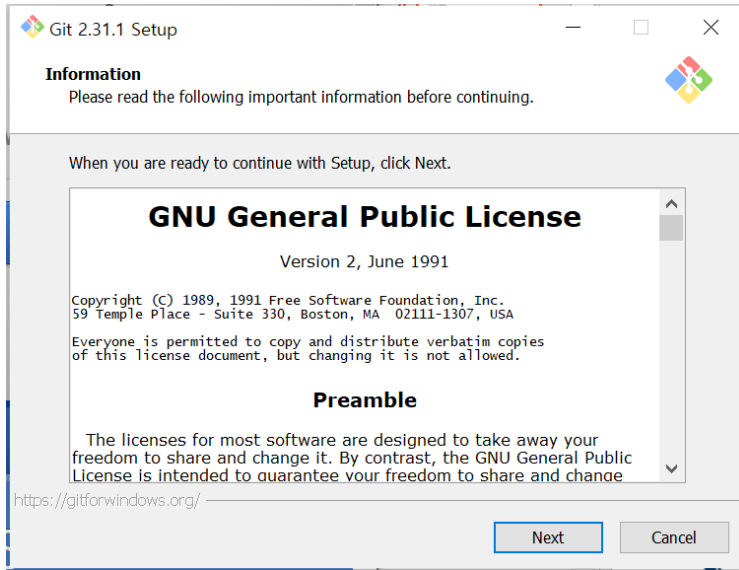 Git 2.31.1 Setup
Information
Please read the following important information before continuing.
When you are ready to continue with Setup, click Next.
GNU General Public License
Version 2, June 1991
Copyright (C) 1989, 1991 Free Software Foundation, Inc.
59 Temple Place - Suite 330, Boston, MA  02111-1307, USA
Everyone is permitted to copy and distribute verbatim copies
of this license document, but changing it is not allowed.
Preamble
The licenses for most software are designed to take away your
freedom to share and change it. By contrast, the GNU General Public
License is intended to guarantee your freedom to share and change
https://gitforwindows.org/
Next
Cancel